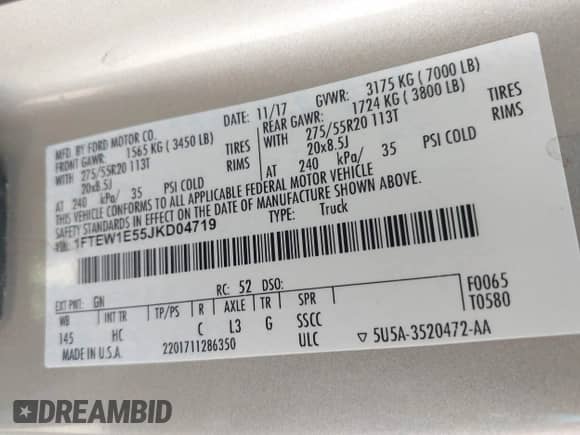 MFD. BY FORD MOTOR CO. DATE: 11/17 GVWR: 3175 KG ( 7000 LB)
FRONT GAWR: 1565 KG ( 3450 LB) REAR GAWR: 1724 KG ( 3800 LB)
WITH 275/55R20 113T TIRES WITH 275/55R20 113T TIRES
20x8.5J RIMS 20x8.5J RIMS
AT 240 kPa/ 35 PSI COLD AT 240 kPa/ 35 PSI COLD
THIS VEHICLE CONFORMS TO ALL APPLICABLE FEDERAL MOTOR VEHICLE
SAFETY STANDARDS IN EFFECT ON THE DATE OF MANUFACTURE SHOWN ABOVE.
VIN: 1FTEW1E55JKD04719 TYPE: Truck
F0065
T0580
EXT PNT: GN RC: 52 DSO:
WB INT TR TP/PS R AXLE TR SPR
145 HC C L3 G SSCC
MADE IN U.S.A. 2201711286350 ULC ▽ 5U5A-3520472-AA
DREAMBID